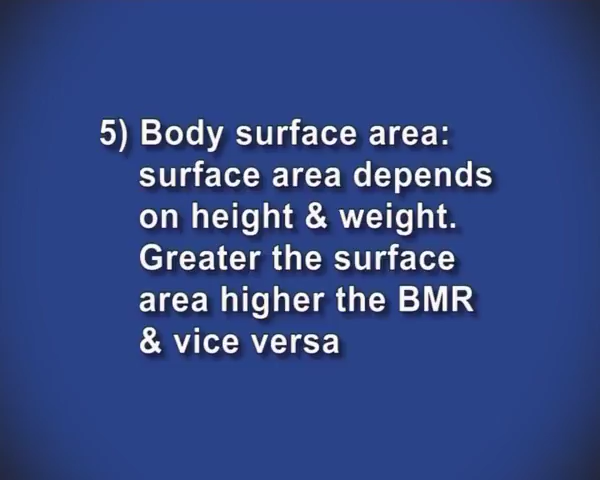 5) Body surface area:
surface area depends
on height & weight.
Greater the surface
area higher the BMR
& vice versa